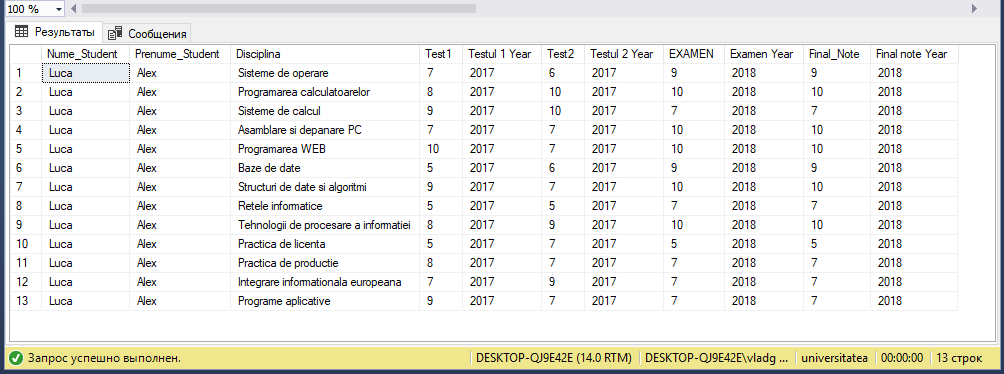 100 %
Результаты Сообщения
Nume_Student Prenume_Student Disciplina Test1 Testul 1 Year Test2 Testul 2 Year EXAMEN Examen Year Final_Note Final note Year
1 Luca Alex Sisteme de operare 7 2017 6 2017 9 2018 9 2018
2 Luca Alex Programarea calculatoarelor 8 2017 10 2017 10 2018 10 2018
3 Luca Alex Sisteme de calcul 9 2017 10 2017 7 2018 7 2018
4 Luca Alex Asamblare si depanare PC 7 2017 7 2017 10 2018 10 2018
5 Luca Alex Programarea WEB 10 2017 7 2017 10 2018 10 2018
6 Luca Alex Baze de date 5 2017 6 2017 9 2018 9 2018
7 Luca Alex Structuri de date si algoritmi 9 2017 7 2017 10 2018 10 2018
8 Luca Alex Retele informatice 5 2017 5 2017 7 2018 7 2018
9 Luca Alex Tehnologii de procesare a informatiei 8 2017 9 2017 10 2018 10 2018
10 Luca Alex Practica de licenta 5 2017 7 2017 5 2018 5 2018
11 Luca Alex Practica de productie 8 2017 7 2017 7 2018 7 2018
12 Luca Alex Integrare informationala europeana 7 2017 9 2017 7 2018 7 2018
13 Luca Alex Programe aplicative 9 2017 7 2017 7 2018 7 2018
Запрос успешно выполнен. DESKTOP-QJ9E42E (14.0 RTM) DESKTOP-QJ9E42E\vladg ... universitatea 00:00:00 13 строк